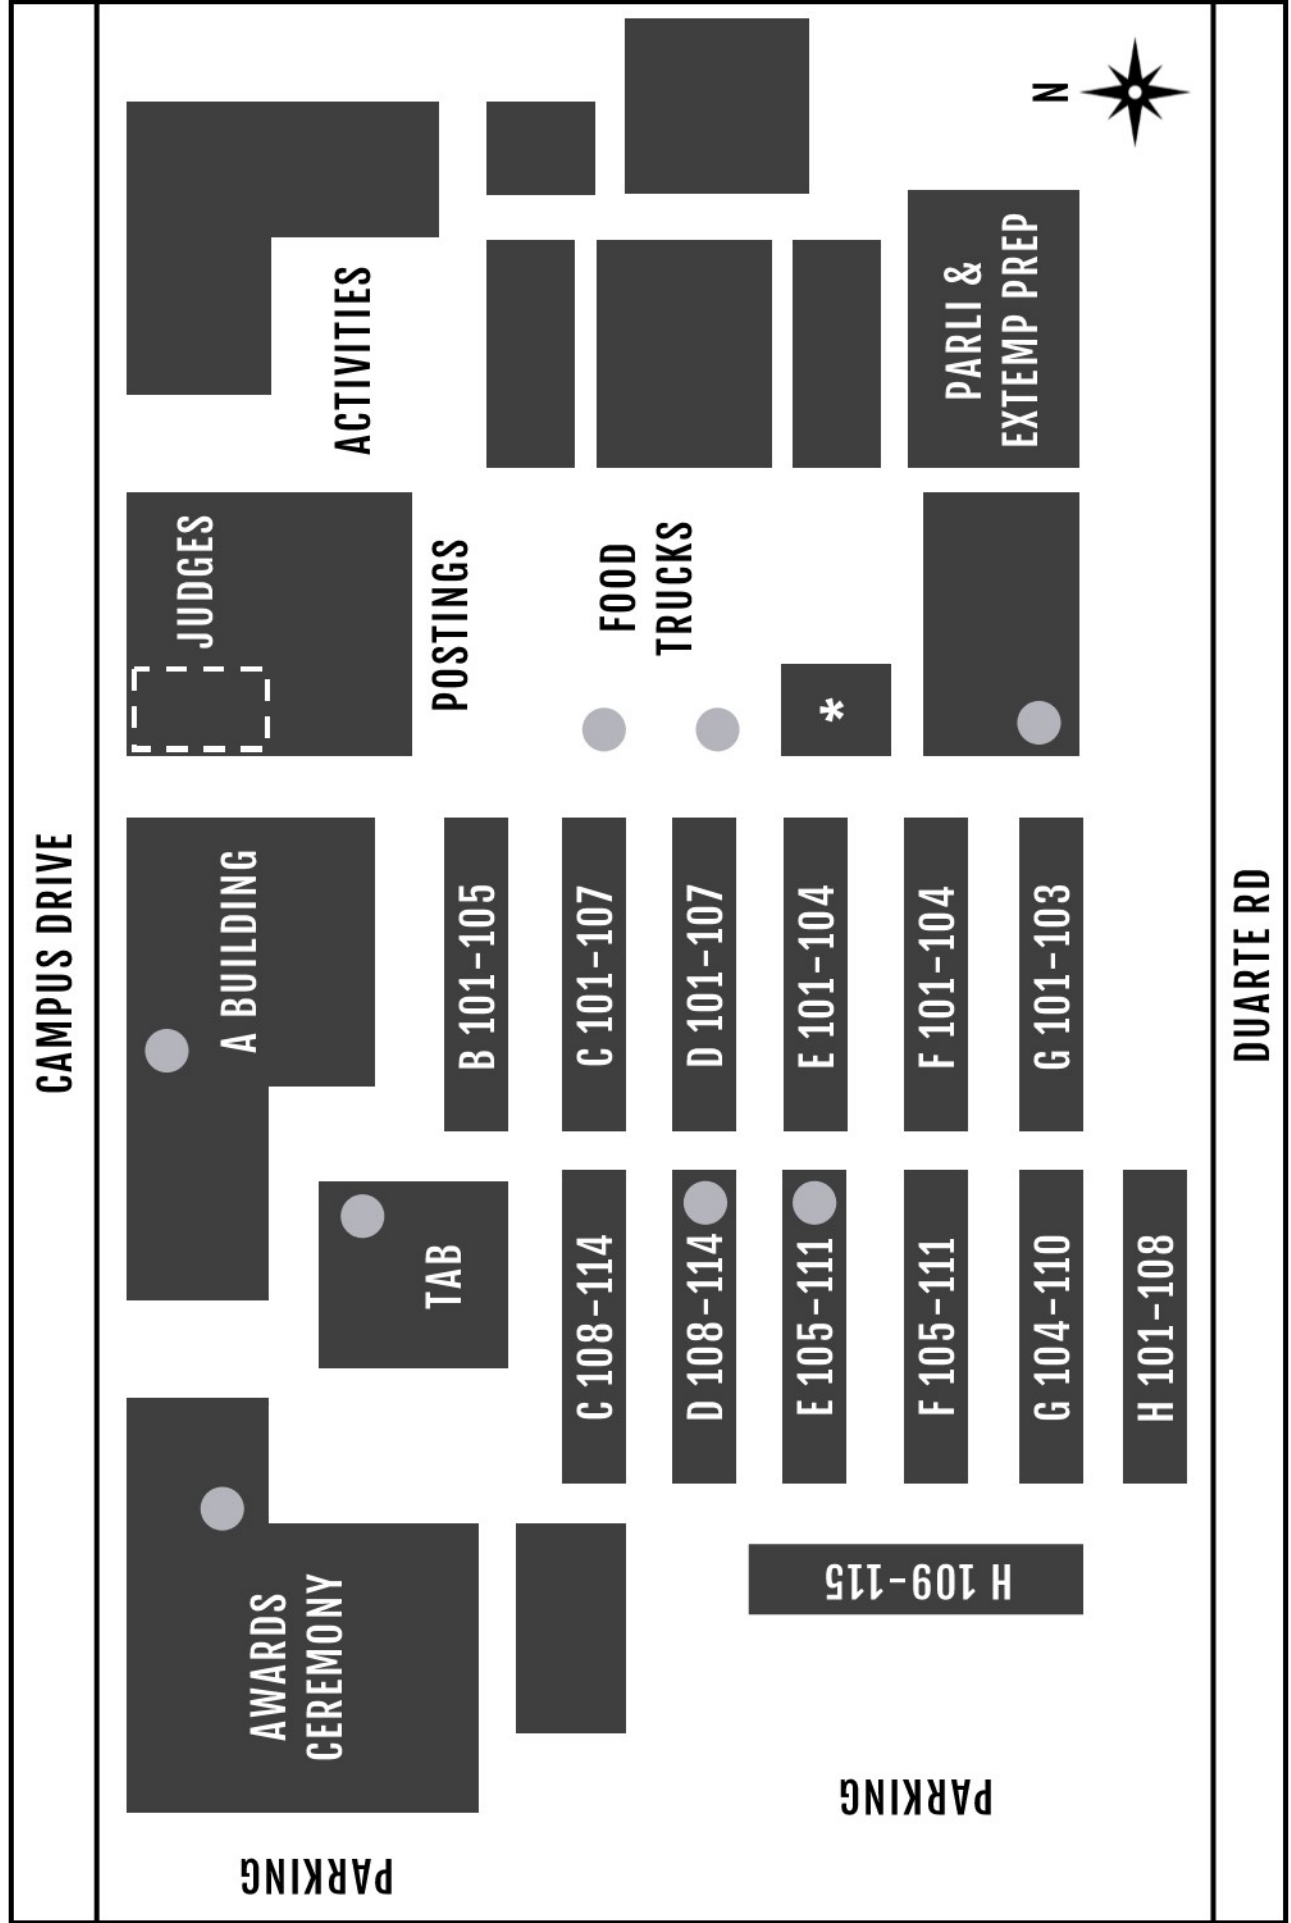 CAMPUS DRIVE
N
ACTIVITIES
PARLI &
EXTEMP PREP
JUDGES
POSTINGS
FOOD
TRUCKS
*
A BUILDING
B 101-105
C 101-107
D 101-107
E 101-104
F 101-104
G 101-103
TAB
C 108-114
D 108-114
E 105-111
F 105-111
G 104-110
H 101-108
AWARDS
CEREMONY
H 109-115
PARKING
PARKING
DUARTE RD